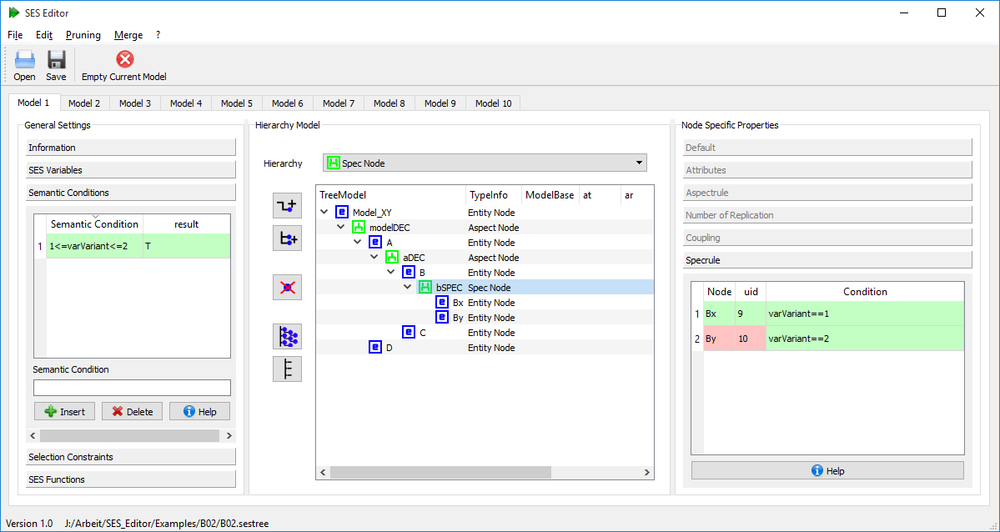 SES Editor
File Edit Pruning Merge ?
Open Save Empty Current Model
Model 1 Model 2 Model 3 Model 4 Model 5 Model 6 Model 7 Model 8 Model 9 Model 10
General Settings
Information
SES Variables
Semantic Conditions
Semantic Condition result
1 1<=varVariant<=2 T
Semantic Condition
Insert Delete Help
Selection Constraints
SES Functions
Hierarchy Model
Hierarchy Spec Node
TreeModel TypeInfo ModelBase at ar
e Model_XY Entity Node
modelDEC Aspect Node
e A Entity Node
aDEC Aspect Node
e B Entity Node
bSPEC Spec Node
e Bx Entity Node
e By Entity Node
e C Entity Node
e D Entity Node
Node Specific Properties
Default
Attributes
Aspectrule
Number of Replication
Coupling
Specrule
Node uid Condition
1 Bx 9 varVariant==1
2 By 10 varVariant==2
Help
Version 1.0 J:/Arbeit/SES_Editor/Examples/B02/B02.sestree